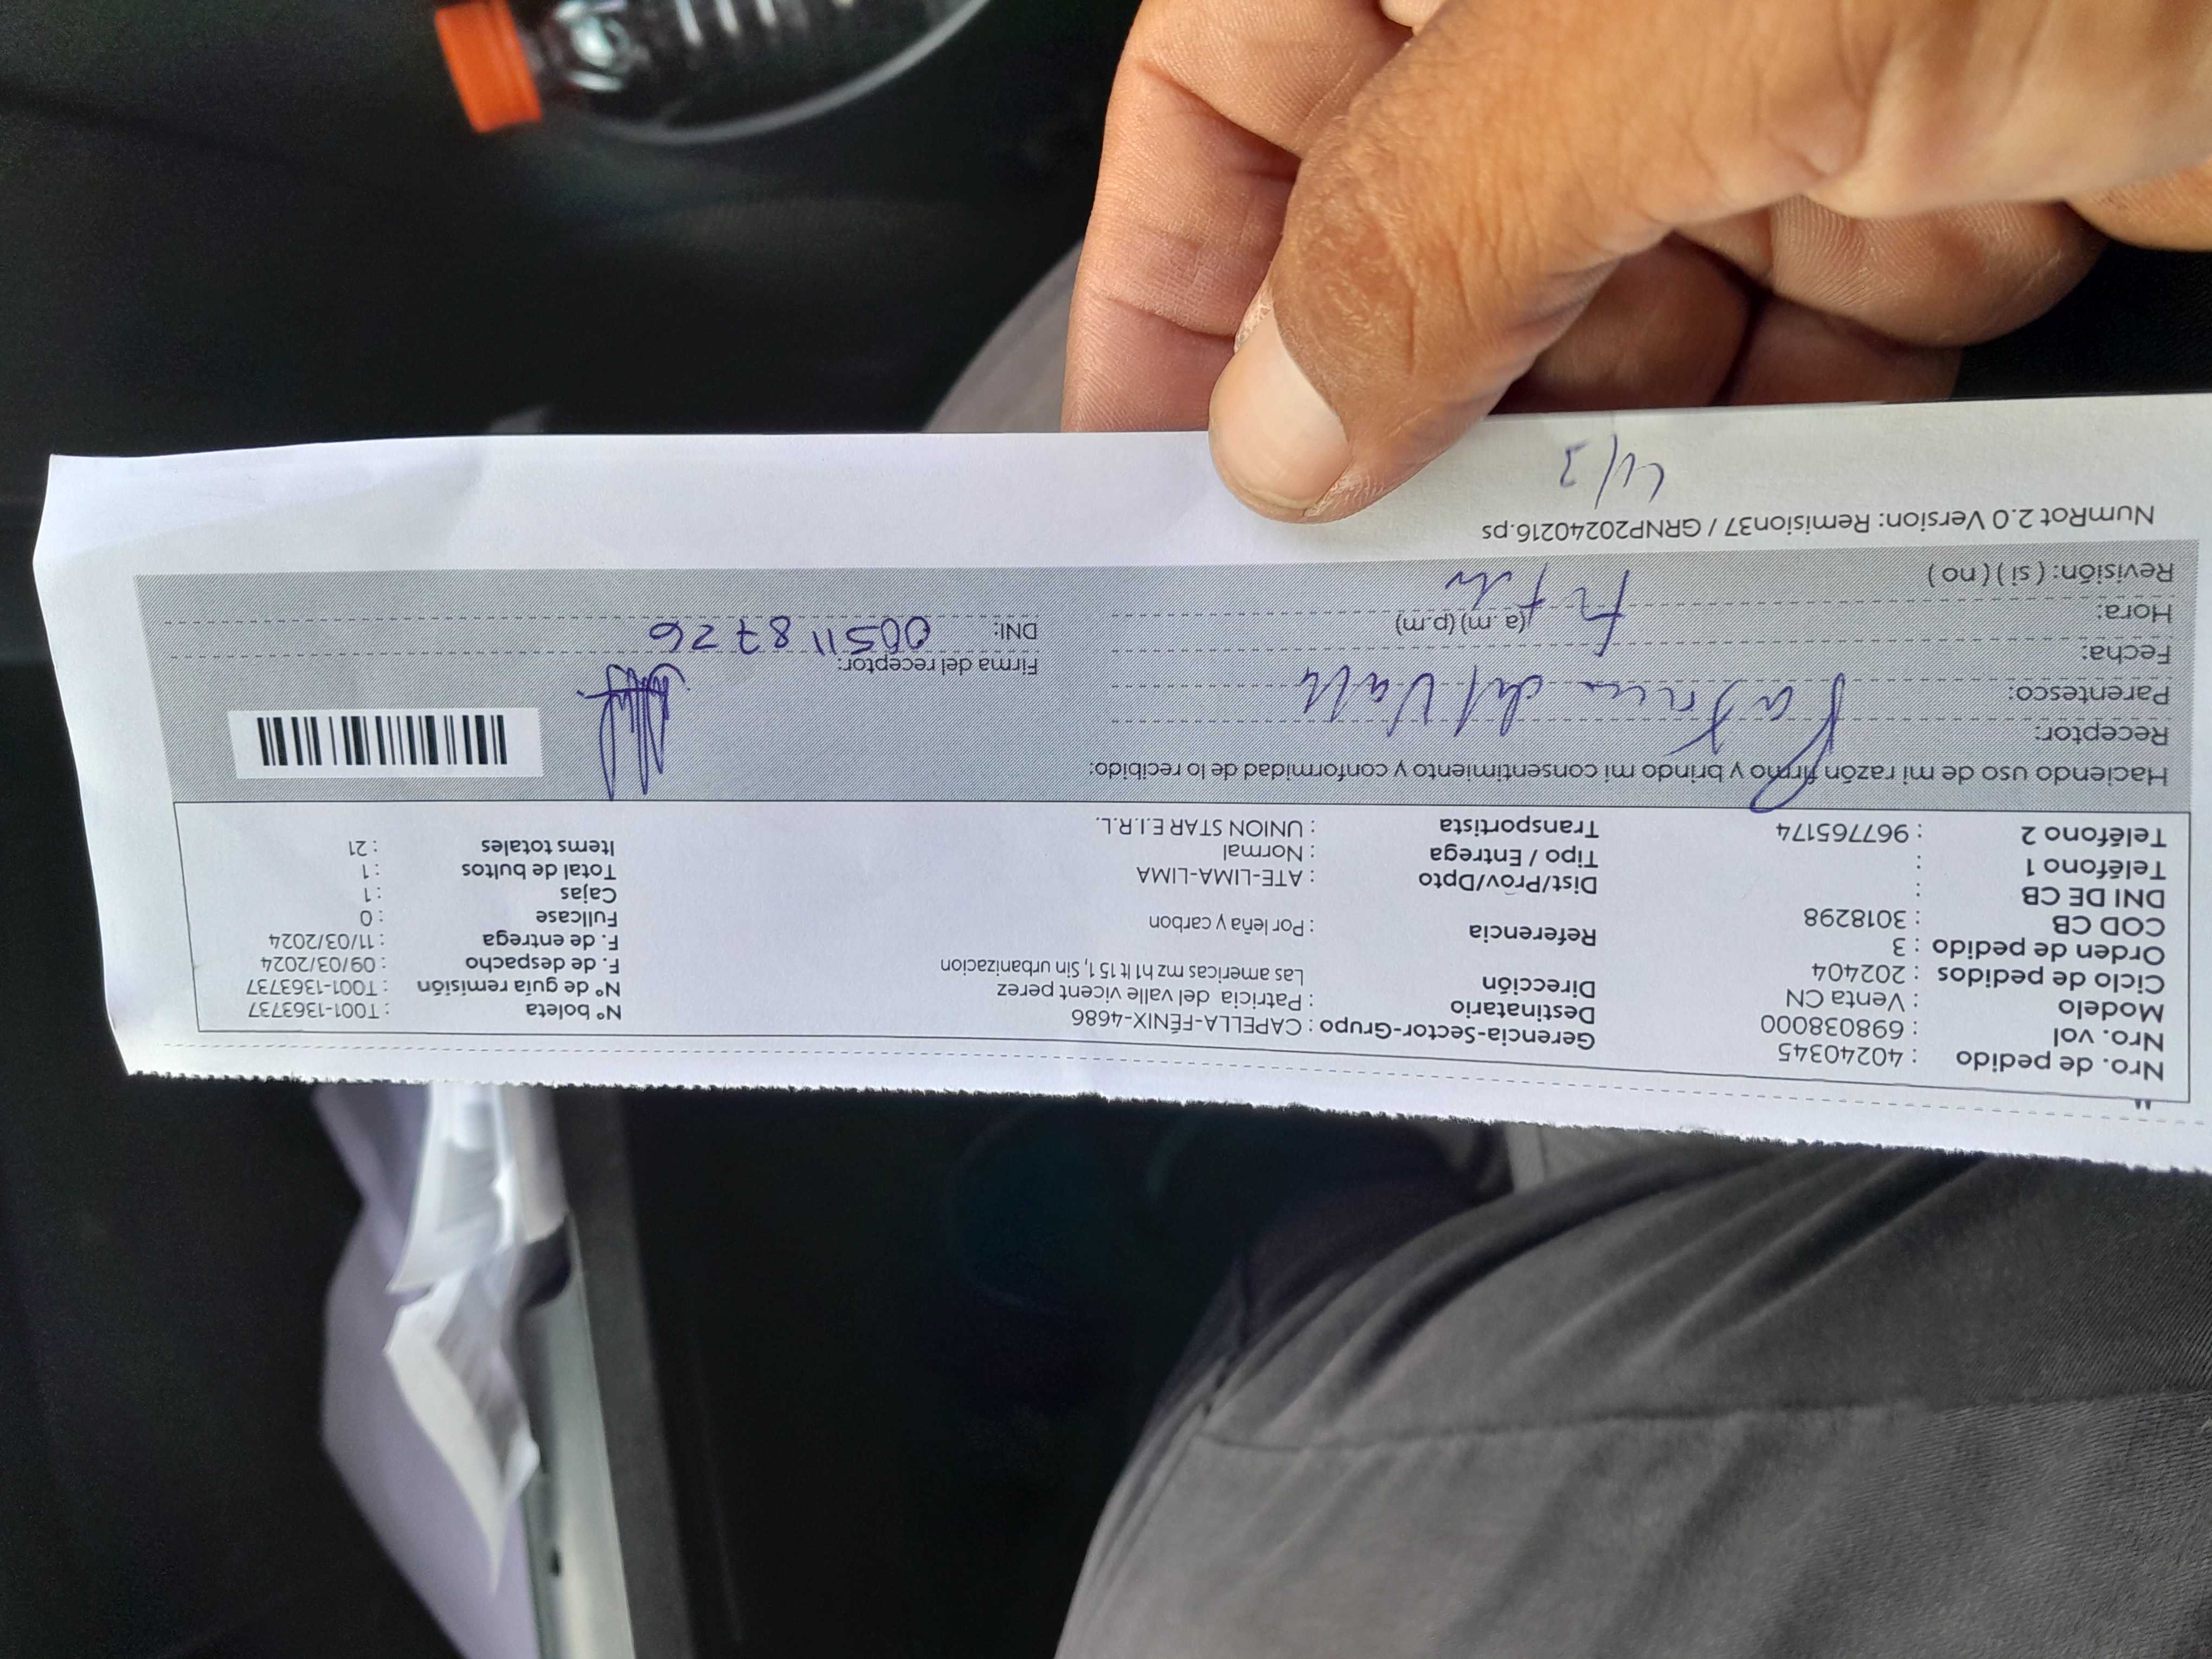 Nro. de pedido : 40240345
Nro. vol : 698038000
Modelo : Venta CN
Ciclo de pedidos : 202404
Orden de pedido : 3
COD CB : 3018298
DNI DE CB :
Teléfono 1 :
Teléfono 2 : 967765174
Gerencia-Sector-Grupo : CAPELLA-FÉNIX-4686
Destinatario : Patricia del valle vicent perez
Dirección Las americas mz h1 lt 15 1, Sin urbanizacion
Referencia : Por leña y carbon
Dist/Prov/Dpto : ATE-LIMA-LIMA
Tipo / Entrega : Normal
Transportista : UNION STAR E.I.R.L.
Nº boleta : T001-1363737
Nº de guía remisión : T001-1363737
F. de despacho : 09/03/2024
F. de entrega : 11/03/2024
Fullcase : 0
Cajas : 1
Total de bultos : 1
Items totales : 21
Haciendo uso de mi razón firmo y brindo mi consentimiento y conformidad de lo recibido:
Receptor:
Patricia del Valle
Parentesco:
Fecha:
Hora: (a. m) (p.m)
Revisión: ( si ) ( no )
Firma del receptor:
DNI: 005118726
NumRot 2.0 Version: Remision37 / GRNP20240216.ps